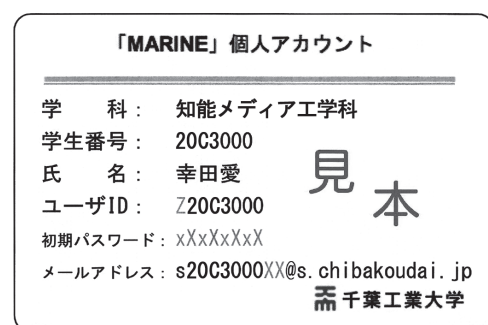 「MARINE」個人アカウント
学　　科：　知能メディア工学科
学生番号：　20C3000
氏　　名：　幸田愛
ユーザID：　Z20C3000
初期パスワード：xXxXxXxX
メールアドレス：s20C3000XX@s.chibakoudai.jp
見本
千葉工業大学